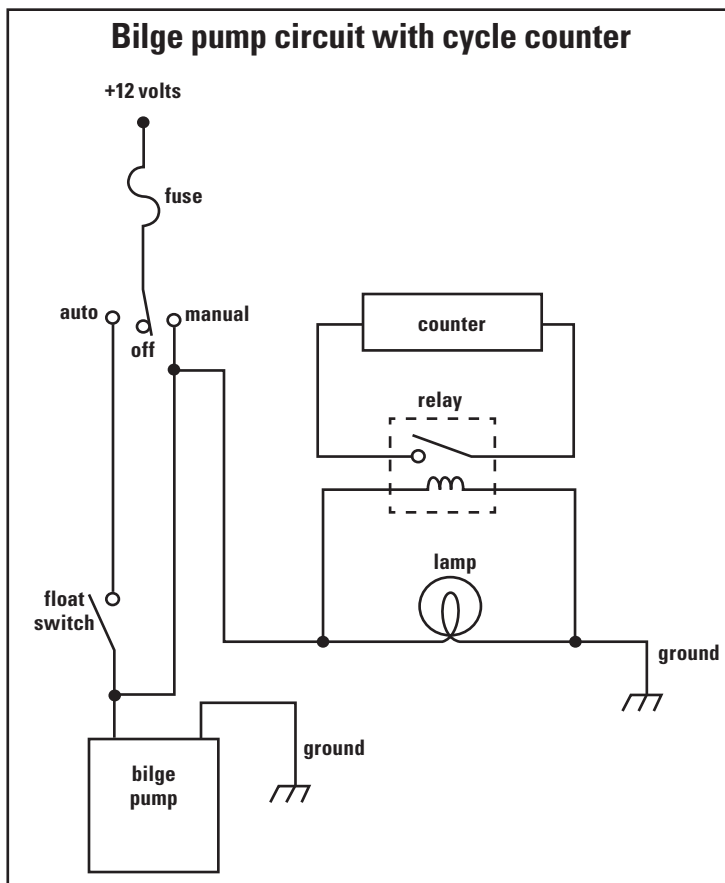 Bilge pump circuit with cycle counter
+12 volts
fuse
auto
manual
off
counter
relay
lamp
float
switch
ground
ground
bilge
pump